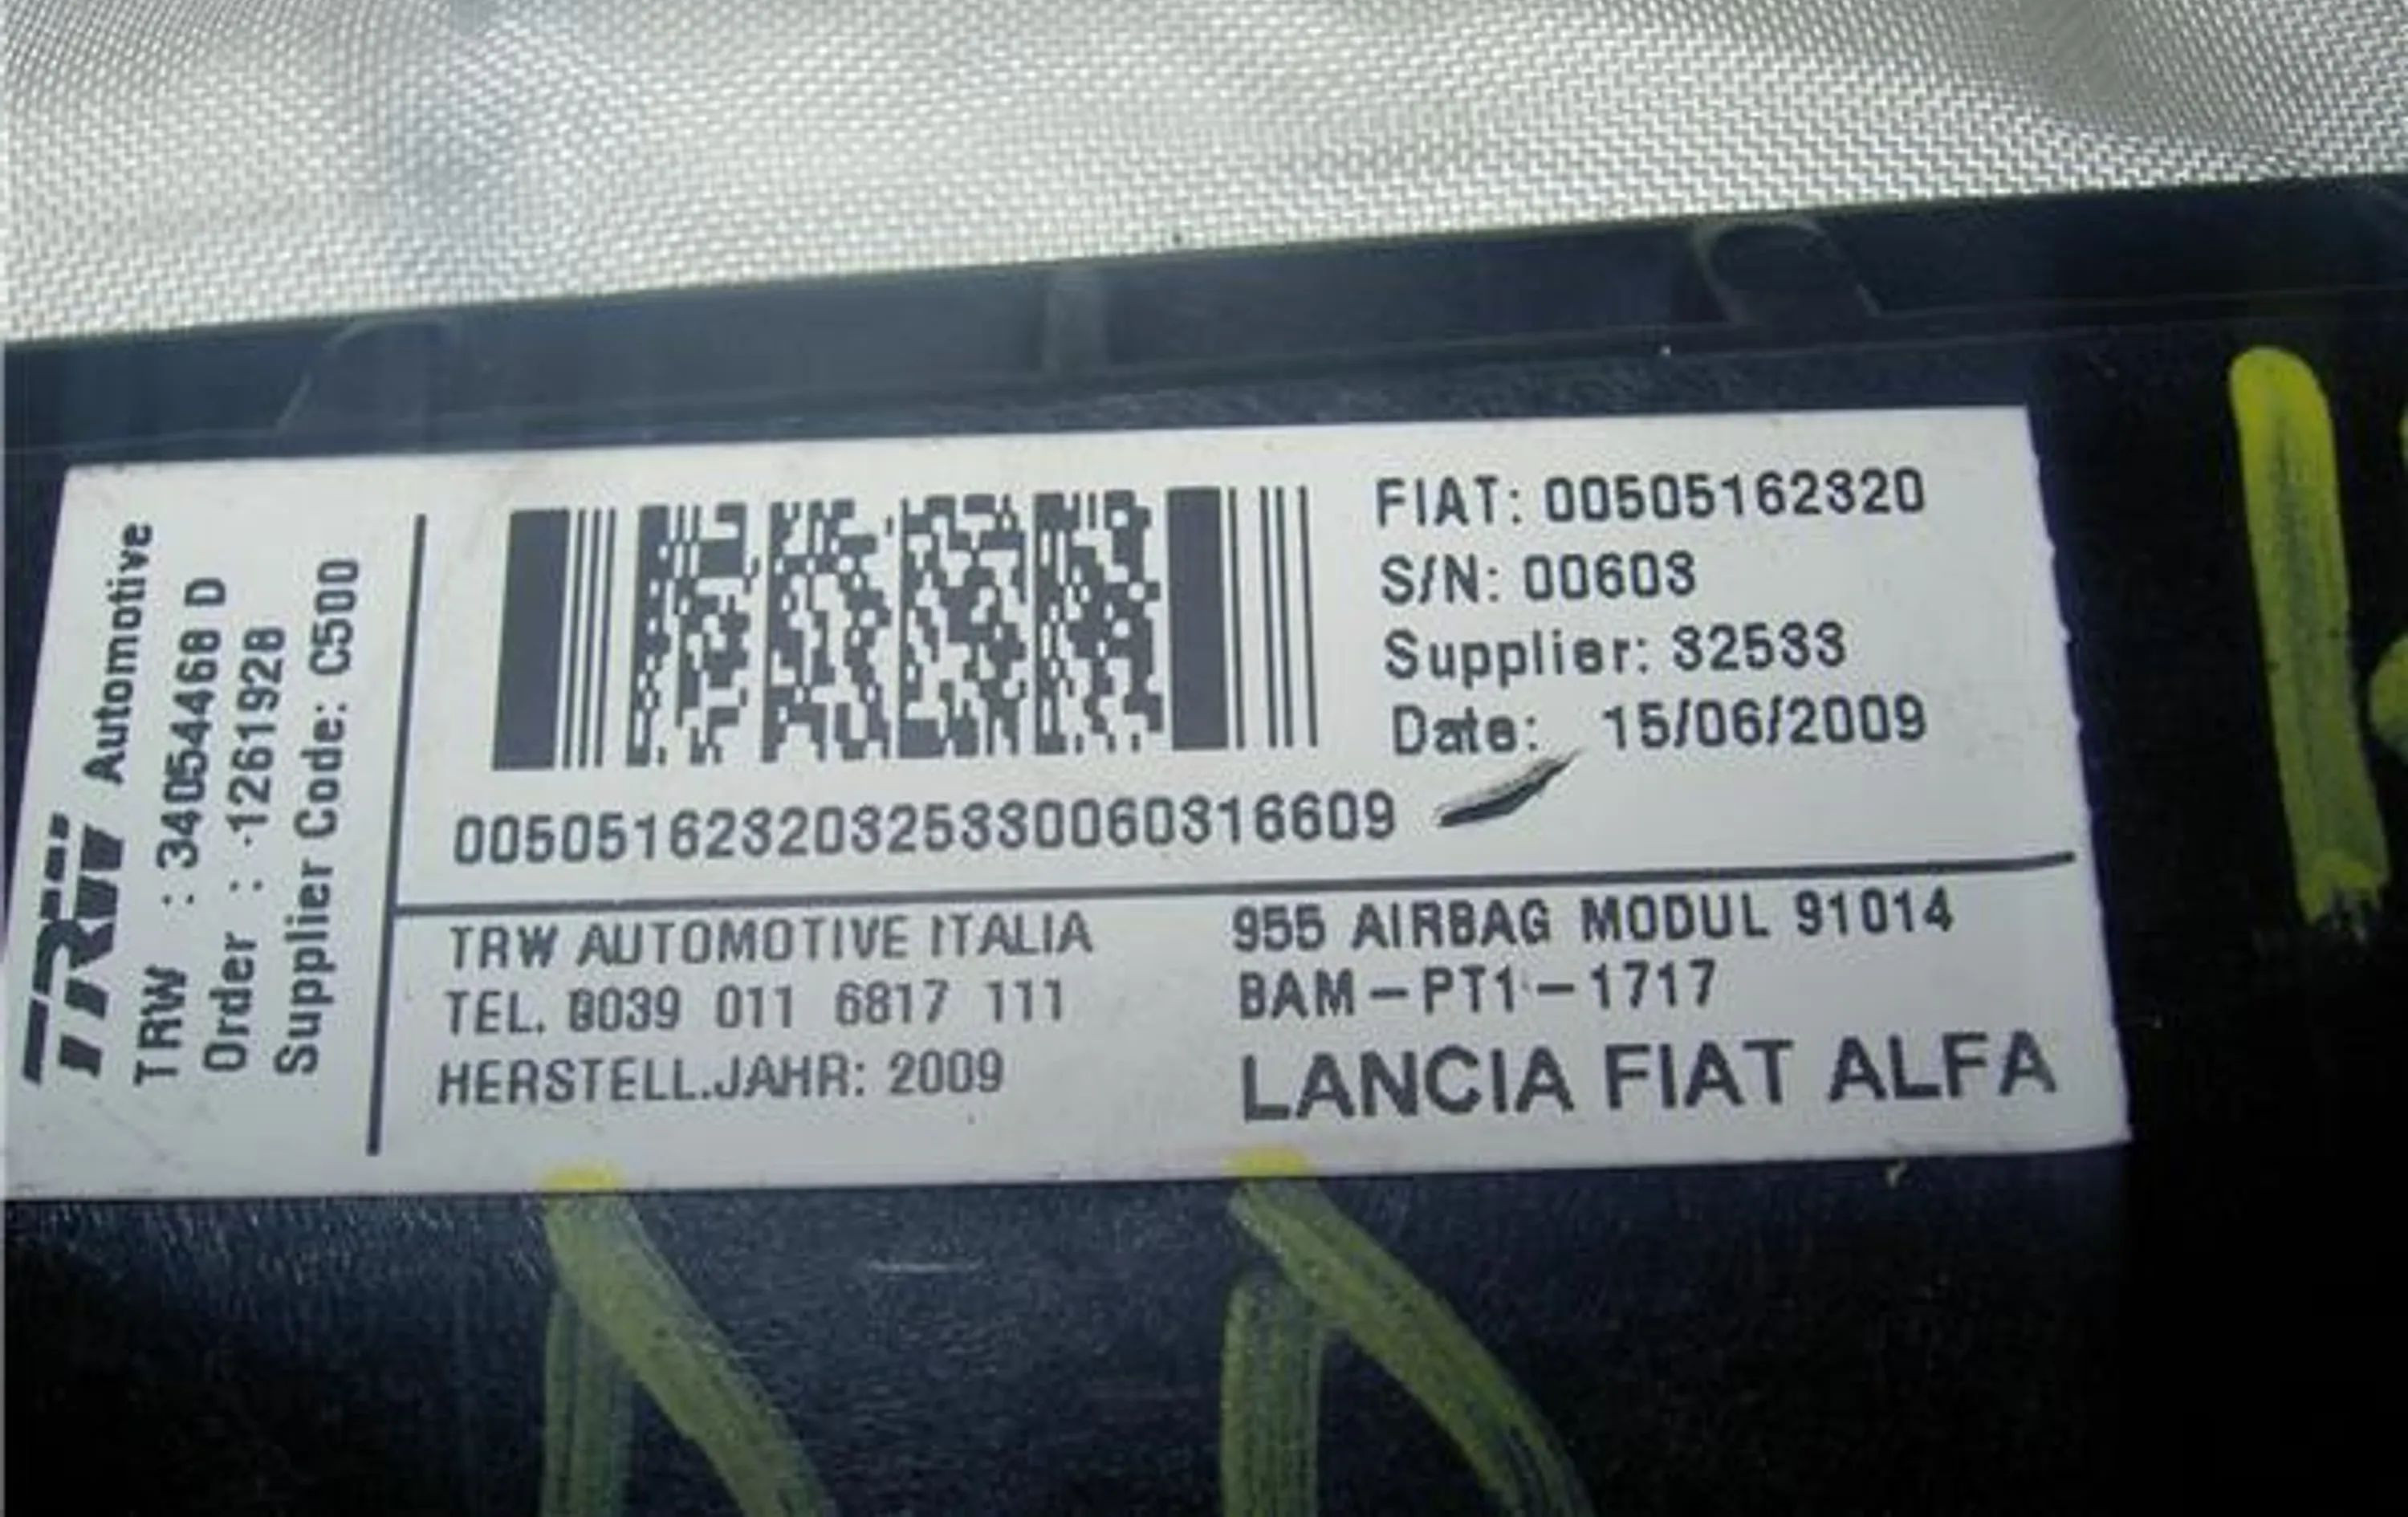 TRW Automotive
TRW : 34054468 D
Order : 12619928
Supplier Code: C500
FIAT: 00505162320
S/N: 00603
Supplier: 32533
Date: 15/06/2009
00505162320325330060316609
TRW AUTOMOTIVE ITALIA
TEL. 0039 011 6817 111
HERSTELL.JAHR: 2009
955 AIRBAG MODUL 91014
BAM-PT1-1717
LANCIA FIAT ALFA